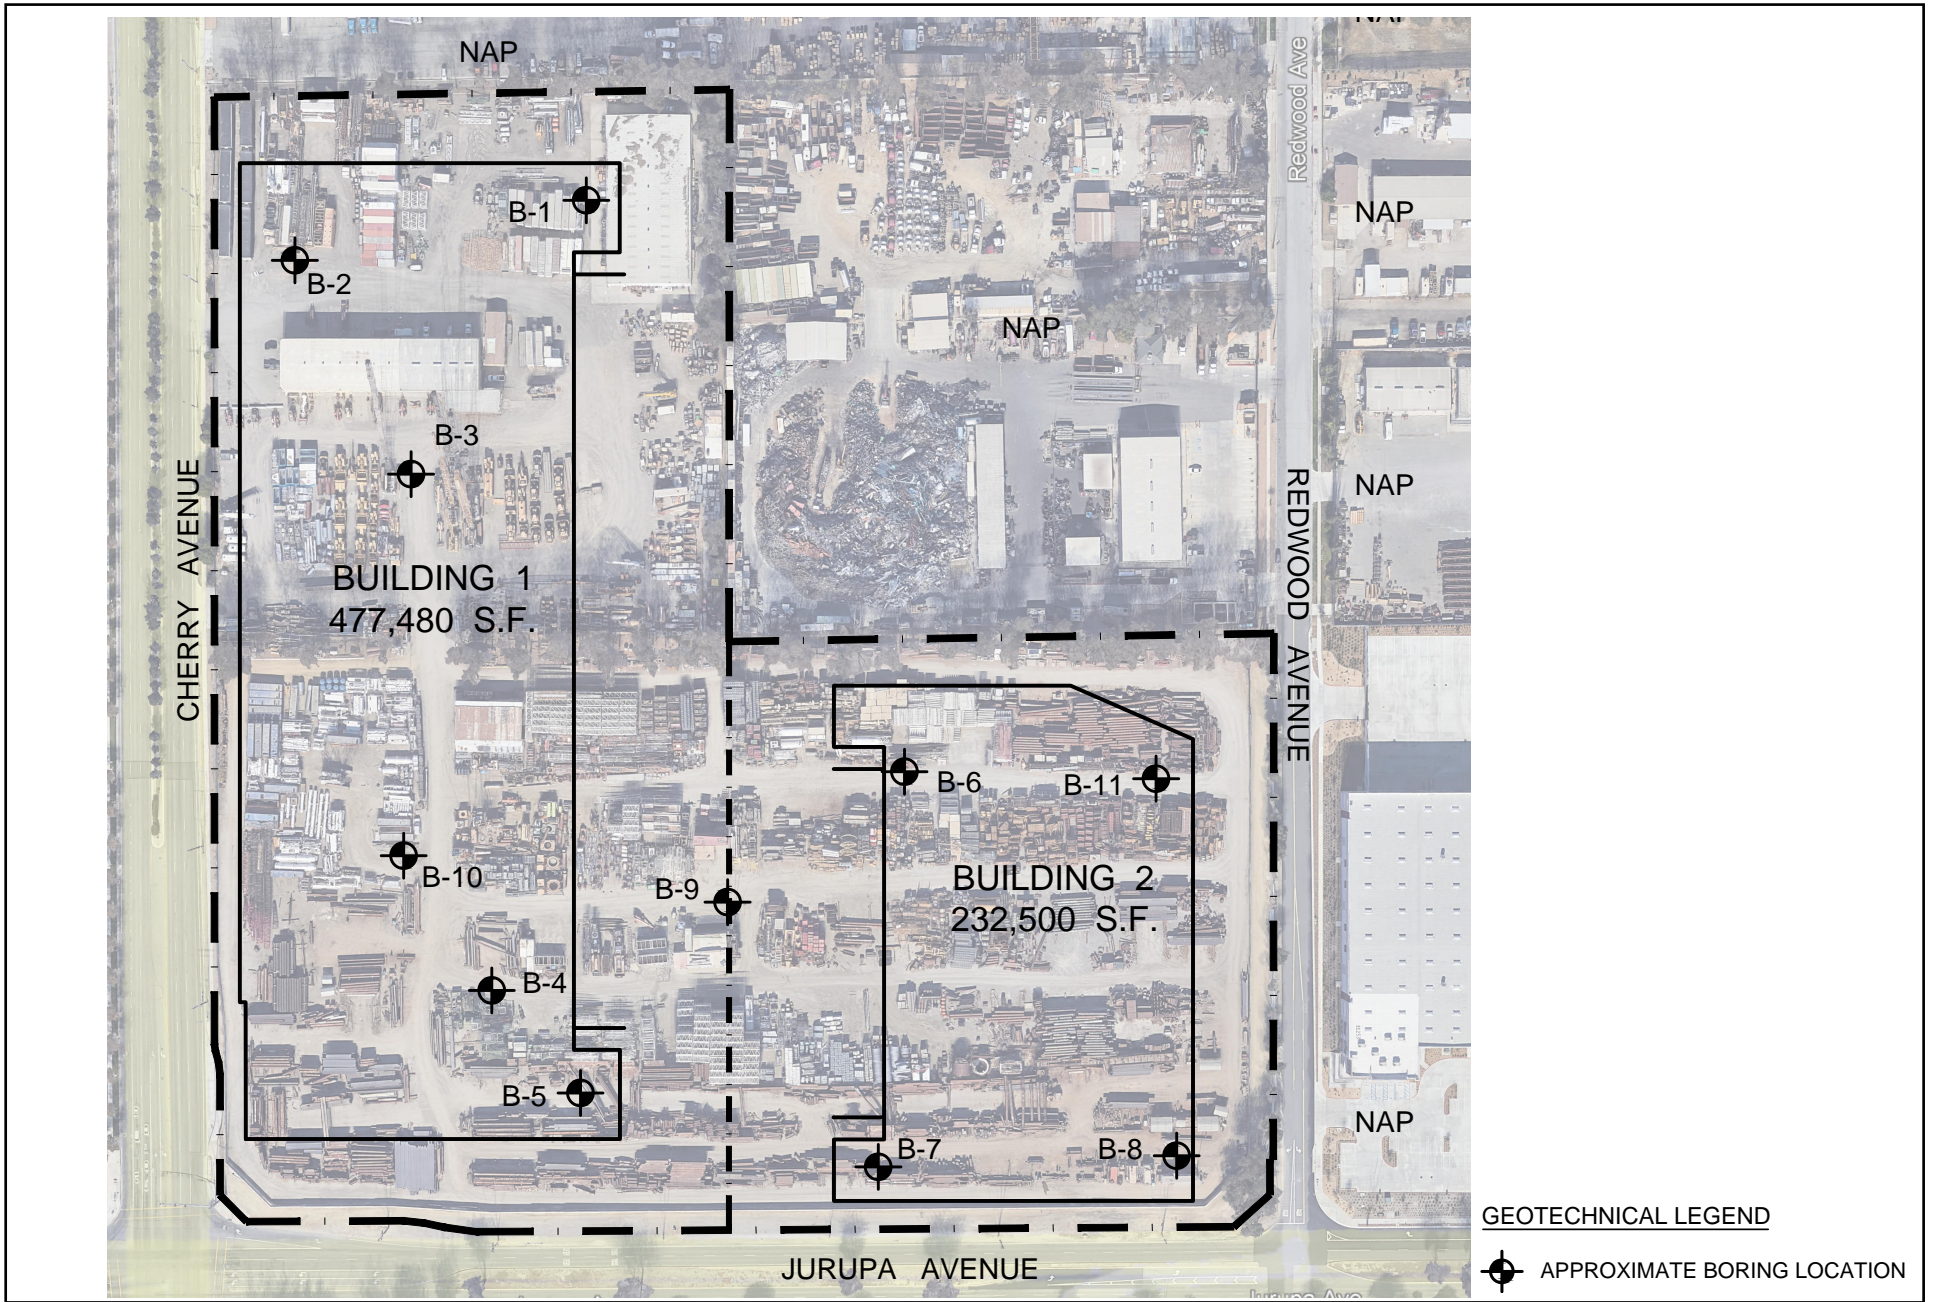 NAP
Redwood Ave
NAP
B-1
B-2
NAP
B-3
NAP
CHERRY AVENUE
REDWOOD AVENUE
BUILDING 1
477,480 S.F.
B-6
B-11
B-10
B-9
BUILDING 2
232,500 S.F.
B-4
B-5
NAP
B-7
B-8
JURUPA AVENUE
GEOTECHNICAL LEGEND
APPROXIMATE BORING LOCATION